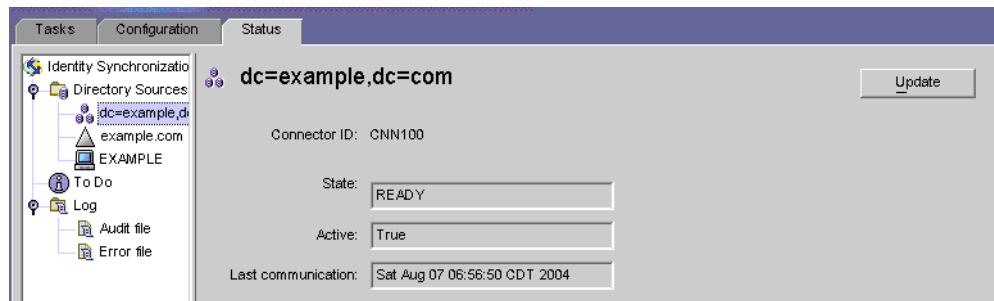 Tasks
Configuration
Status
Identity Synchronizatio
Directory Sources
dc=example,d
example.com
EXAMPLE
To Do
Log
Audit file
Error file
dc=example,dc=com
Update
Connector ID: CNN100
State: READY
Active: True
Last communication: Sat Aug 07 06:56:50 CDT 2004